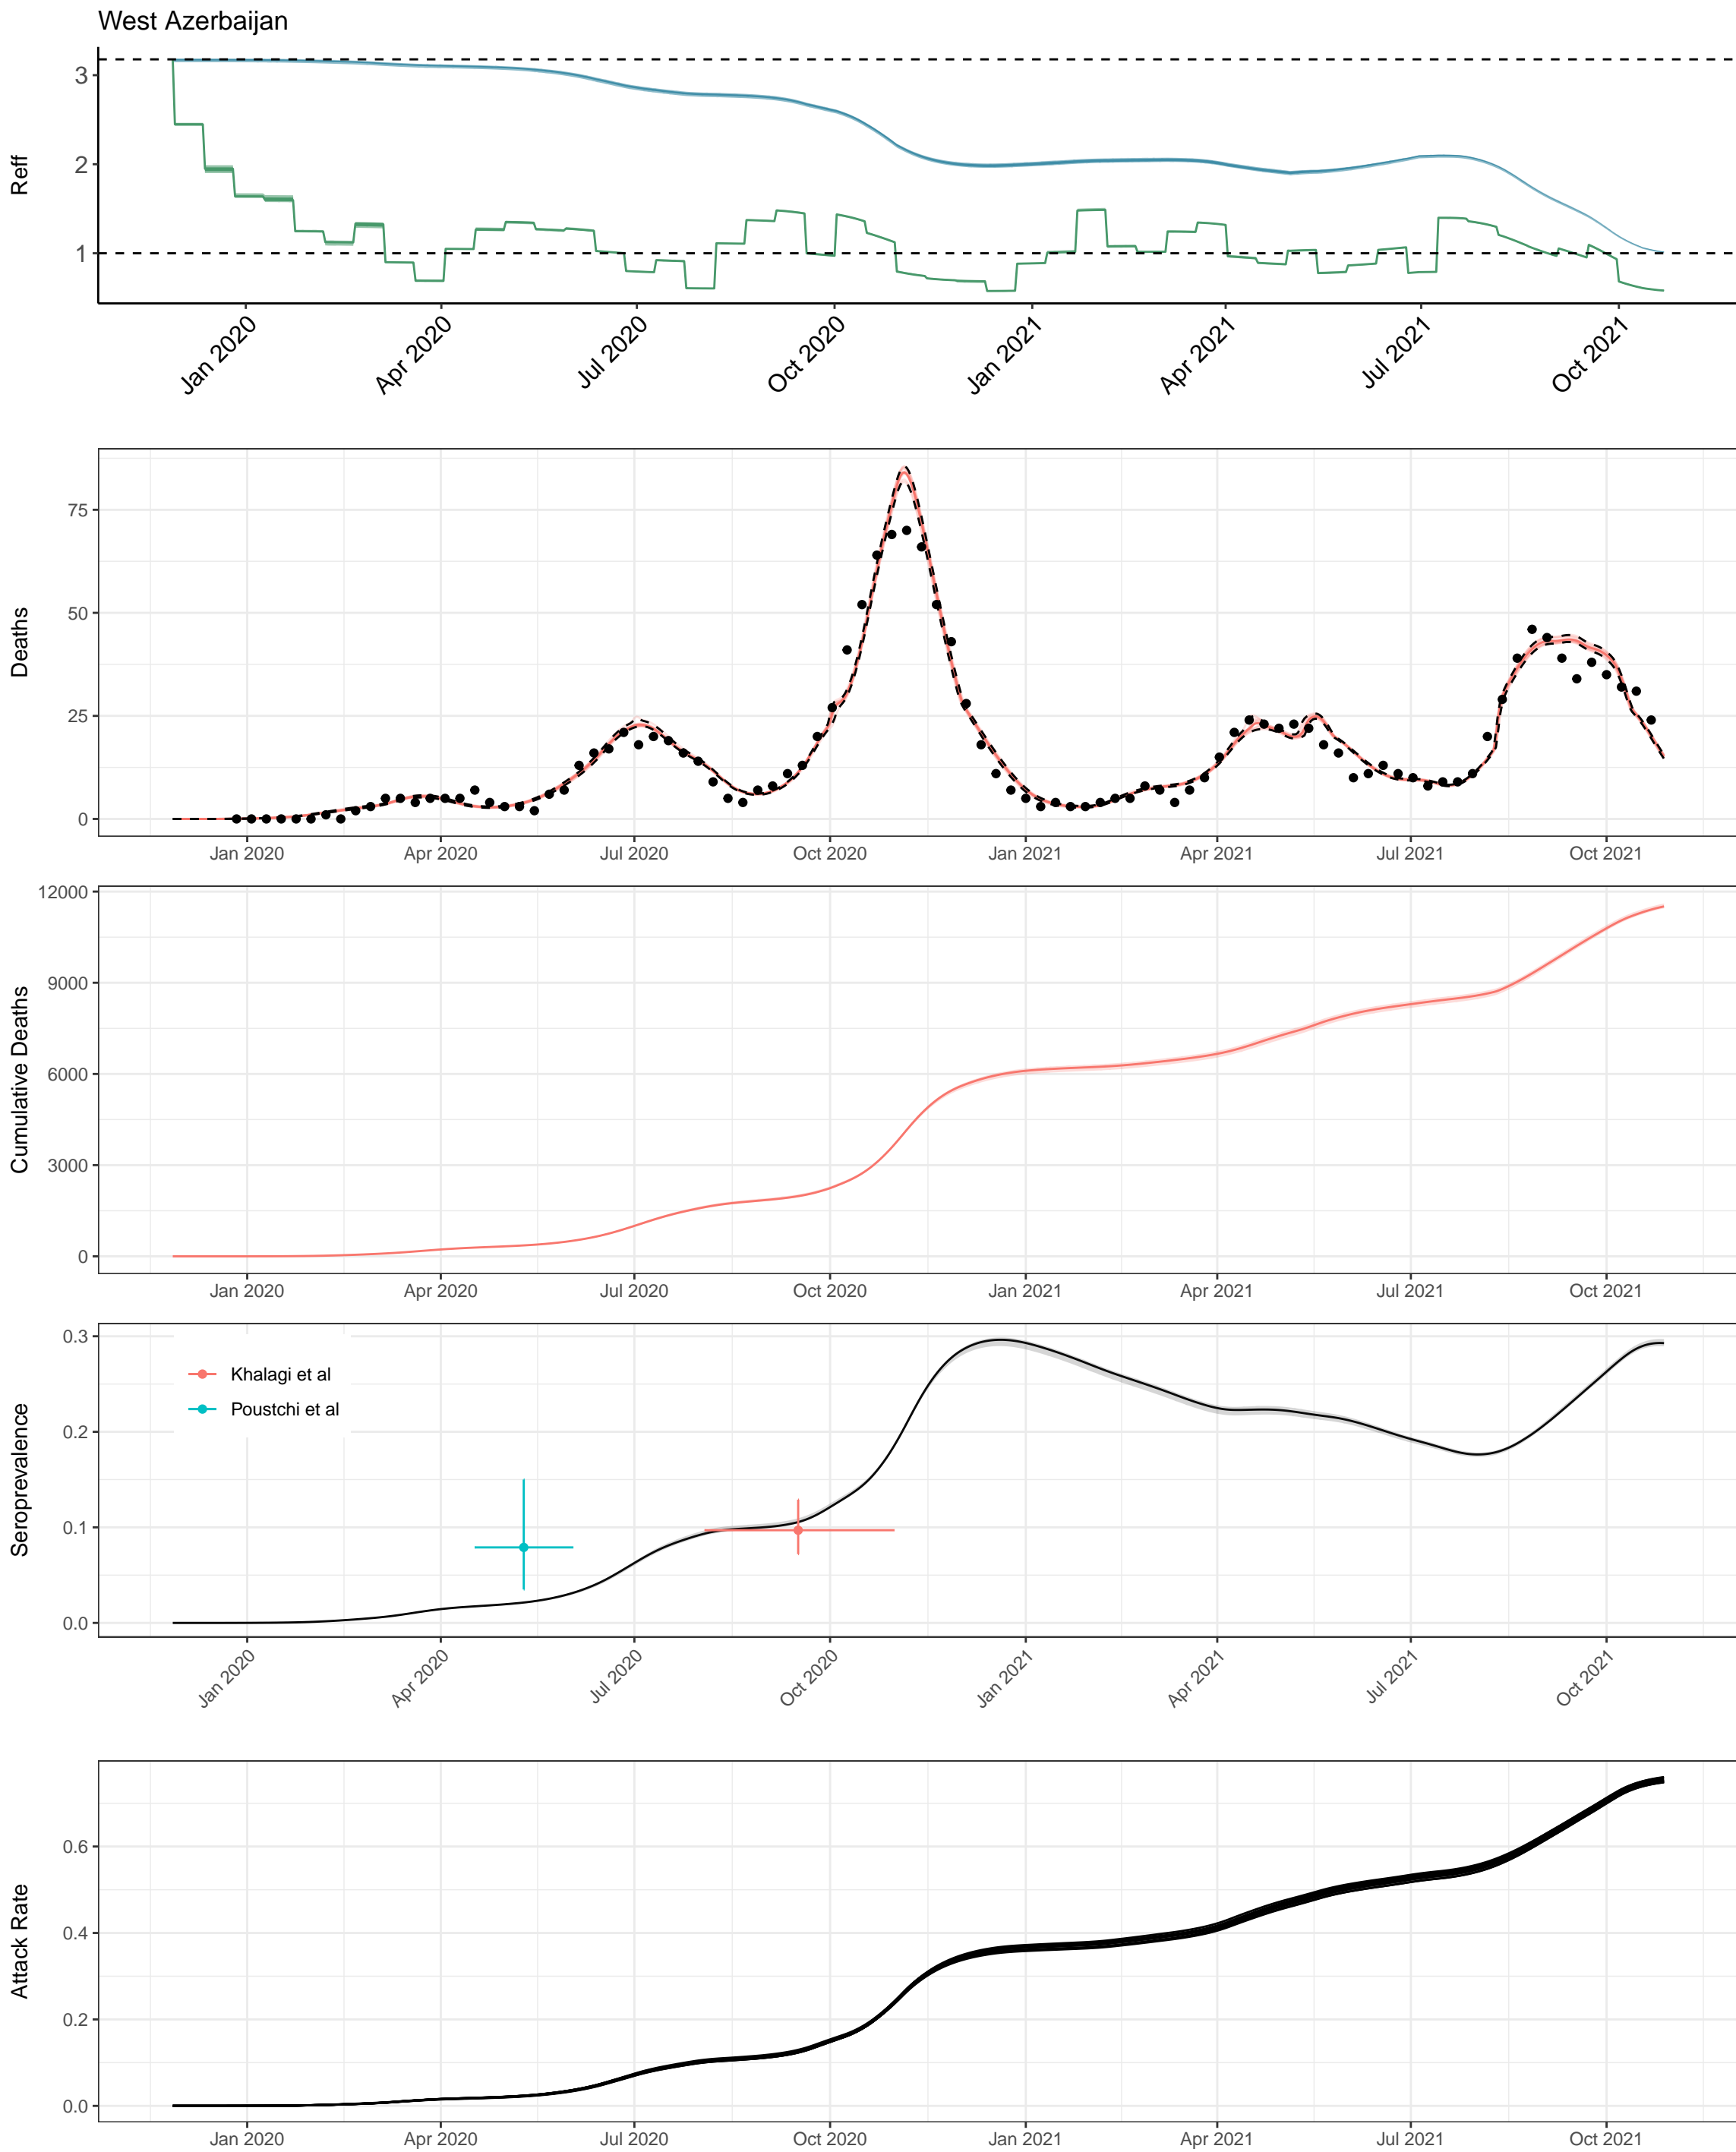 West Azerbaijan
Reff
3
2
1
Jan 2020
Apr 2020
Jul 2020
Oct 2020
Jan 2021
Apr 2021
Jul 2021
Oct 2021
Deaths
75
50
25
0
Jan 2020
Apr 2020
Jul 2020
Oct 2020
Jan 2021
Apr 2021
Jul 2021
Oct 2021
Cumulative Deaths
12000
9000
6000
3000
0
Jan 2020
Apr 2020
Jul 2020
Oct 2020
Jan 2021
Apr 2021
Jul 2021
Oct 2021
Seroprevalence
0.3
0.2
0.1
0.0
Khalagi et al
Poustchi et al
Jan 2020
Apr 2020
Jul 2020
Oct 2020
Jan 2021
Apr 2021
Jul 2021
Oct 2021
Attack Rate
0.6
0.4
0.2
0.0
Jan 2020
Apr 2020
Jul 2020
Oct 2020
Jan 2021
Apr 2021
Jul 2021
Oct 2021